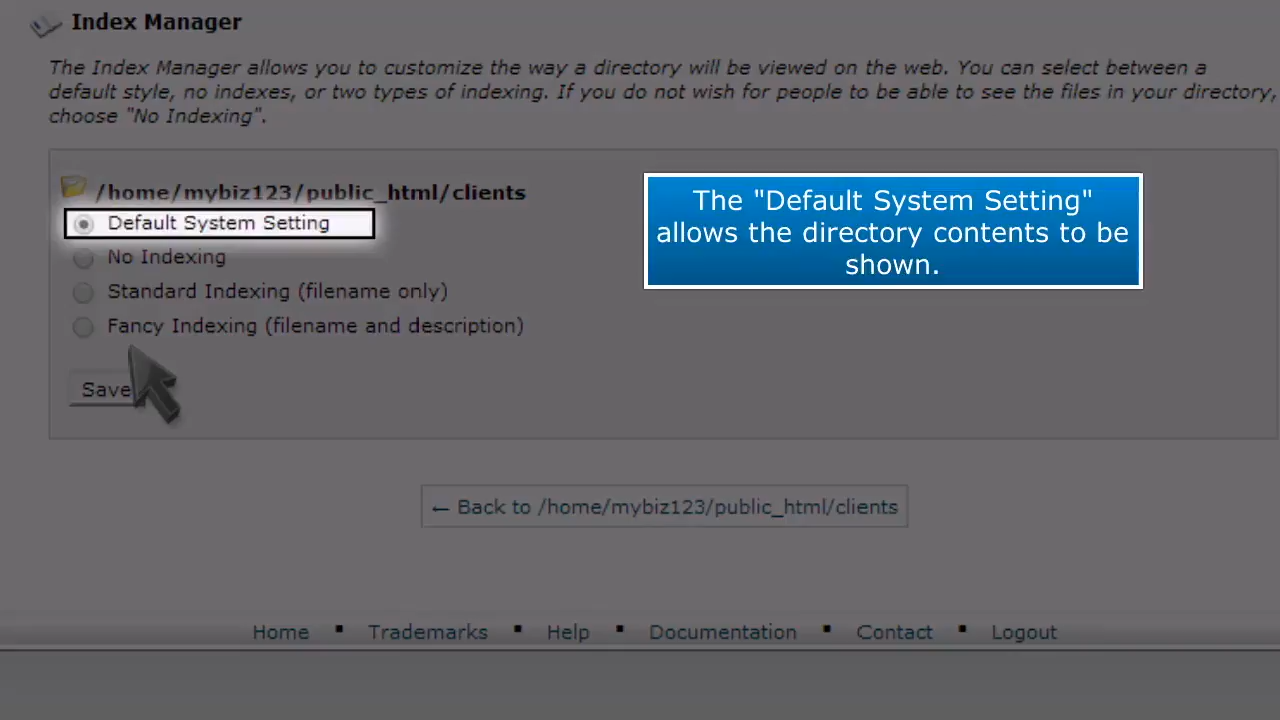 Index Manager
The Index Manager allows you to customize the way a directory will be viewed on the web. You can select between a
default style, no indexes, or two types of indexing. If you do not wish for people to be able to see the files in your directory,
choose "No Indexing".
/home/mybiz123/public_html/clients
Default System Setting
No Indexing
Standard Indexing (filename only)
Fancy Indexing (filename and description)
Save
The "Default System Setting"
allows the directory contents to be
shown.
← Back to /home/mybiz123/public_html/clients
Home ▪ Trademarks ▪ Help ▪ Documentation ▪ Contact ▪ Logout